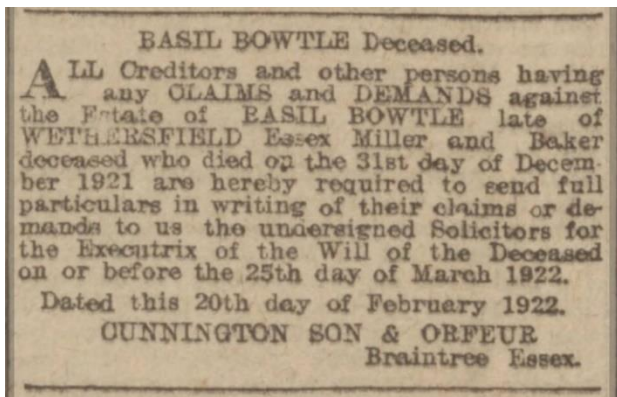 BASIL BOWTLE Deceased.
ALL Creditors and other persons having
any CLAIMS and DEMANDS against
the Estate of BASIL BOWTLE late of
WETHERSFIELD Essex Miller and Baker
deceased who died on the 31st day of Decem-
ber 1921 are hereby required to send full
particulars in writing of their claims or de-
mands to us the undersigned Solicitors for
the Executrix of the Will of the Deceased
on or before the 25th day of March 1922.
Dated this 20th day of February 1922.
CUNNINGTON SON & ORFEUR
Braintree Essex.